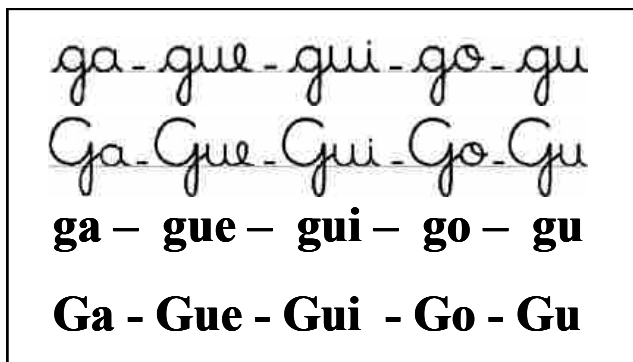 ga - gue - gui - go - gu
Ga - Gue - Gui - Go - Gu
ga – gue – gui – go – gu
Ga - Gue - Gui - Go - Gu